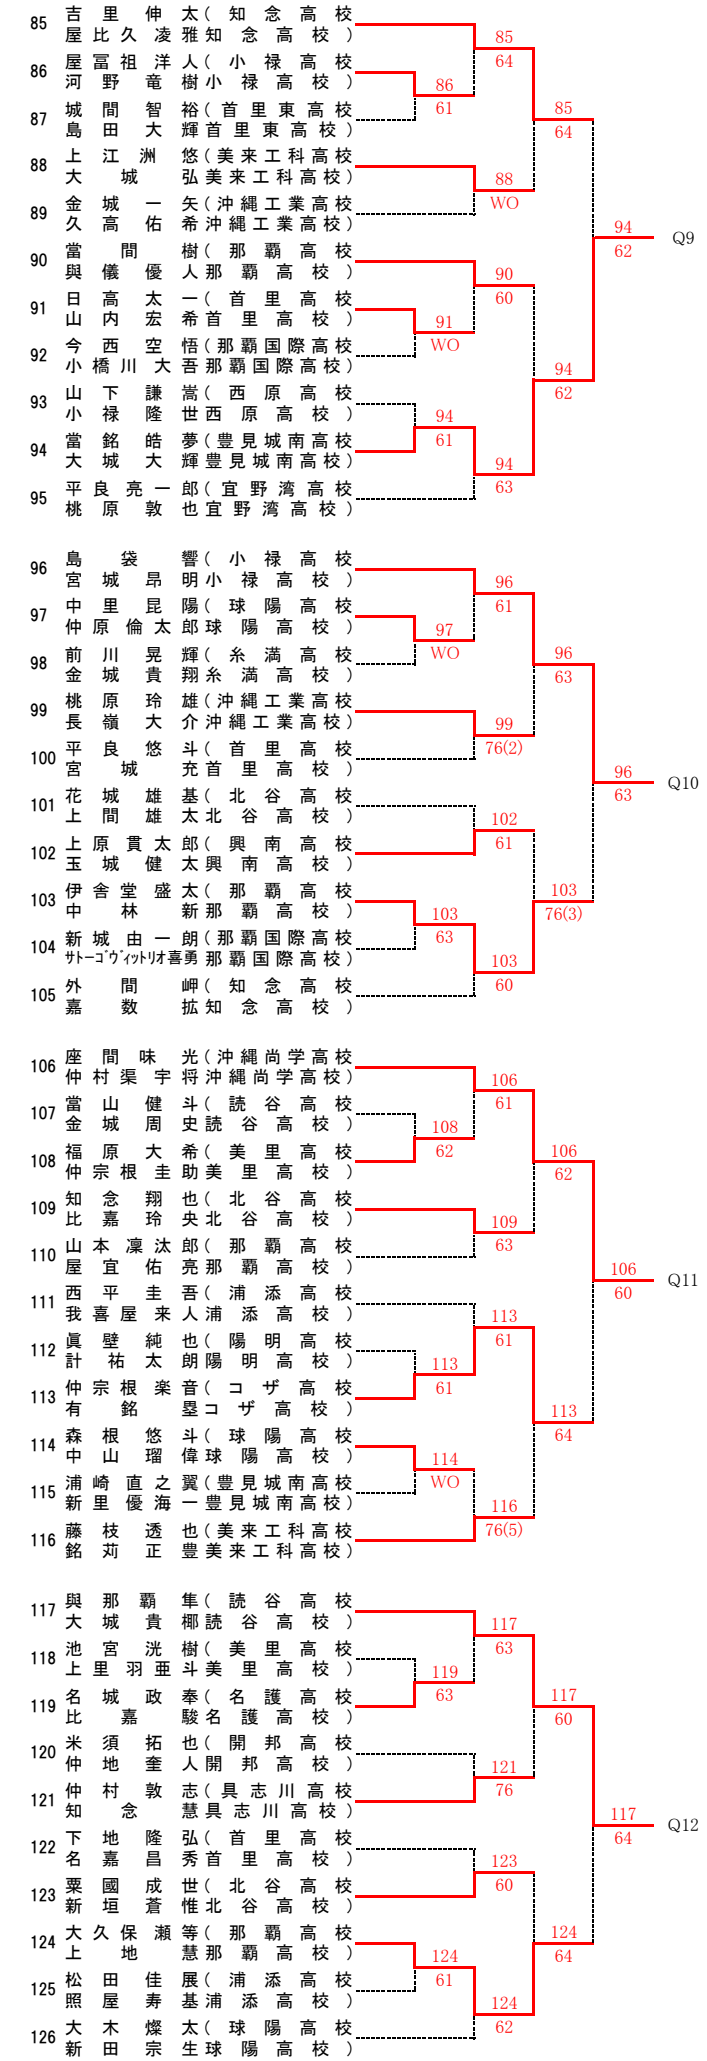 85 吉里伸太(知念高校
屋比久凌雅知念高校)
86 屋冨祖洋人(小禄高校
河野竜樹小禄高校)
87 城間智裕(首里東高校
島田大輝首里東高校)
88 上江洲悠(美来工科高校
大城弘美来工科高校)
89 金城一矢(沖縄工業高校
久高佑希沖縄工業高校)
90 當間樹(那覇高校
與儀優人那覇高校)
91 日高太一(首里高校
山内宏希首里高校)
92 今西空悟(那覇国際高校
小橋川大吾那覇国際高校)
93 山下謙嵩(西原高校
小禄隆世西原高校)
94 當銘皓夢(豊見城南高校
大城大輝豊見城南高校)
95 平良亮一郎(宜野湾高校
桃原敦也宜野湾高校)
86
61
91
WO
94
61
85
64
88
WO
90
60
94
63
85
64
94
62
94
62
Q9
96 島袋響(小禄高校
宮城昂明小禄高校)
97 中里昆陽(球陽高校
仲原倫太郎球陽高校)
98 前川晃輝(糸満高校
金城貴翔糸満高校)
99 桃原玲雄(沖縄工業高校
長嶺大介沖縄工業高校)
100 平良悠斗(首里高校
宮城充首里高校)
101 花城雄基(北谷高校
上間雄太北谷高校)
102 上原貫太郎(興南高校
玉城健太興南高校)
103 伊舎堂盛太(那覇高校
中林新那覇高校)
104 新城由一朗(那覇国際高校
サトーゴヴィットリオ喜勇那覇国際高校)
105 外間岬(知念高校
嘉数拡知念高校)
97
WO
103
63
96
61
99
76(2)
102
61
103
60
96
63
103
76(3)
96
63
Q10
106 座間味光(沖縄尚学高校
仲村渠宇将沖縄尚学高校)
107 當山健斗(読谷高校
金城周史読谷高校)
108 福原大希(美里高校
仲宗根圭助美里高校)
109 知念翔也(北谷高校
比嘉玲央北谷高校)
110 山本凜汰郎(那覇高校
屋宜佑亮那覇高校)
111 西平圭吾(浦添高校
我喜屋来人浦添高校)
112 眞壁純也(陽明高校
計祐太朗陽明高校)
113 仲宗根楽音(コザ高校
有銘塁コザ高校)
114 森根悠斗(球陽高校
中山瑠偉球陽高校)
115 浦崎直之翼(豊見城南高校
新里優海一豊見城南高校)
116 藤枝透也(美来工科高校
銘苅正豊美来工科高校)
108
62
113
61
114
WO
106
61
109
63
113
61
116
76(5)
106
62
113
64
106
60
Q11
117 與那覇隼(読谷高校
大城貴椰読谷高校)
118 池宮洸樹(美里高校
上里羽亜斗美里高校)
119 名城政奉(名護高校
比嘉駿名護高校)
120 米須拓也(開邦高校
仲地奎人開邦高校)
121 仲村敦志(具志川高校
知念慧具志川高校)
122 下地隆弘(首里高校
名嘉昌秀首里高校)
123 粟國成世(北谷高校
新垣蒼惟北谷高校)
124 大久保瀬等(那覇高校
上地慧那覇高校)
125 松田佳展(浦添高校
照屋寿基浦添高校)
126 大木燦太(球陽高校
新田宗生球陽高校)
119
63
124
61
117
63
121
76
123
60
124
62
117
60
124
64
117
64
Q12